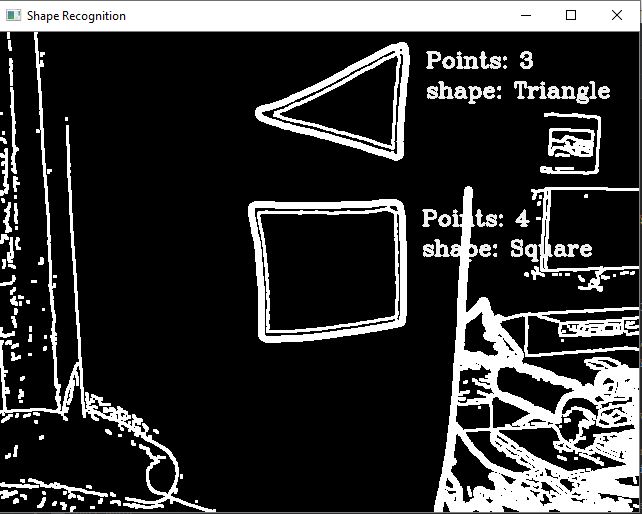 Shape Recognition
Points: 3
shape: Triangle
Points: 4
shape: Square